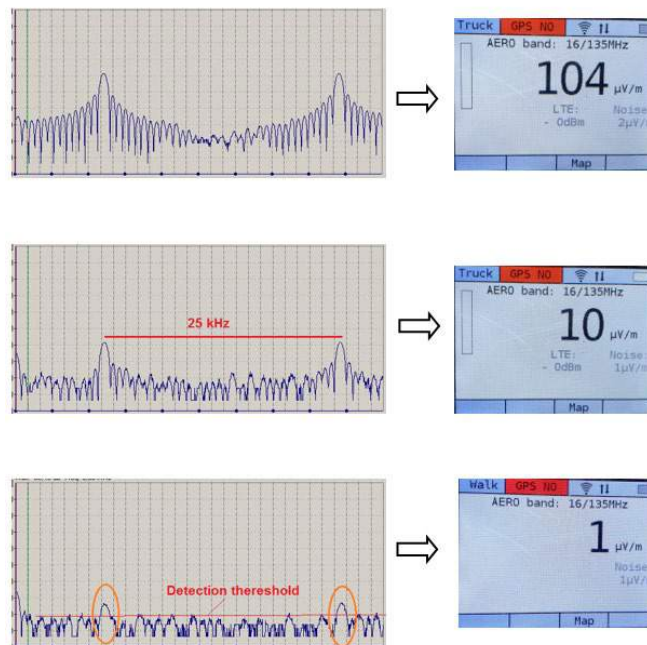 Truck GPS NO
AERO band: 16/135MHz
104 µV/m
LTE: Noise:
- 0dBm 2µV/
Map
25 kHz
Truck GPS NO
AERO band: 16/135MHz
10 µV/m
LTE: Noise:
- 0dBm 1µV/m
Map
Detection thereshold
Walk GPS NO
AERO band: 16/135MHz
1 µV/m
Noise
1µV/
Map